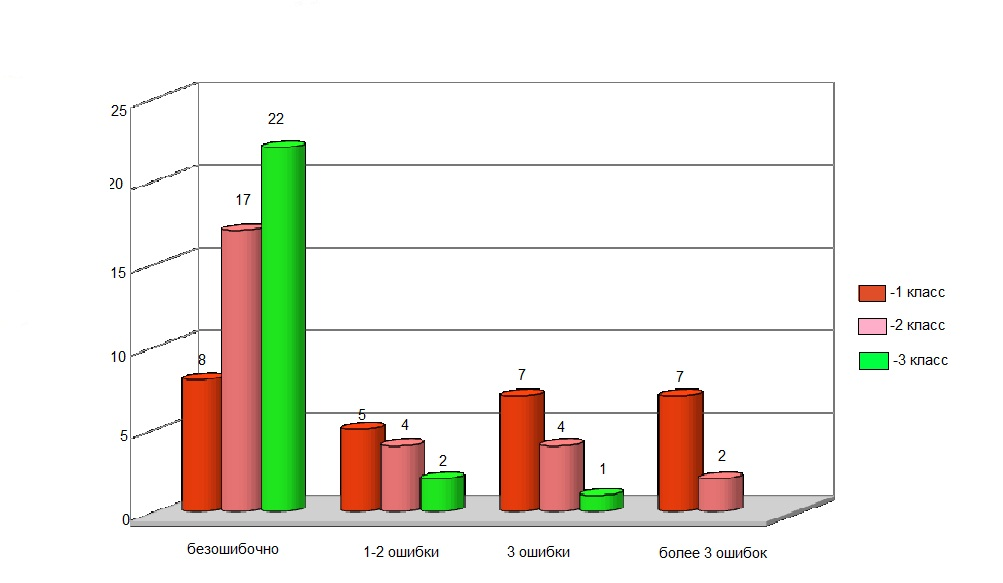 25
20
15
10
5
0
22
17
8
5
4
2
7
4
1
7
2
безошибочно
1-2 ошибки
3 ошибки
более 3 ошибок
-1 класс
-2 класс
-3 класс